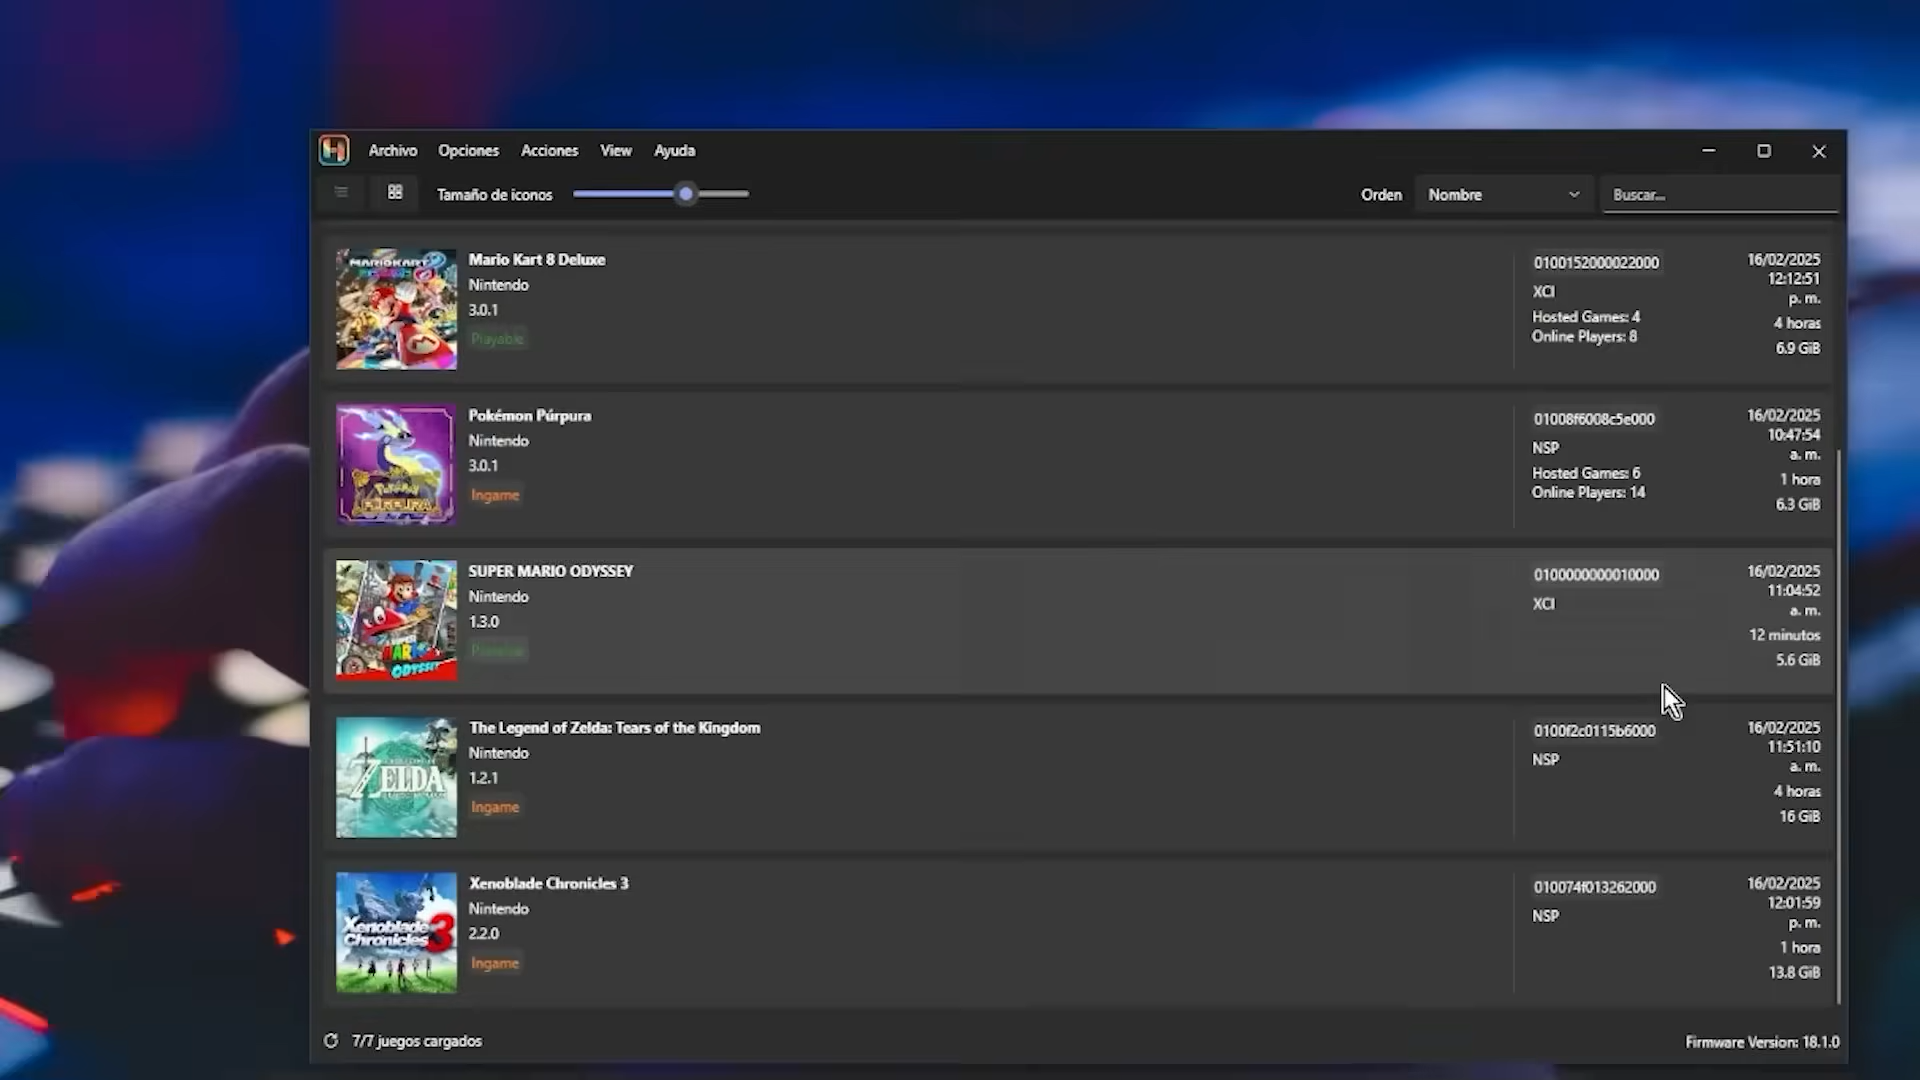 Archivo Opciones Acciones View Ayuda
Tamaño de iconos
Orden Nombre Buscar...
Mario Kart 8 Deluxe
Nintendo
3.0.1
Playable
0100152000022000
XCI
Hosted Games: 4
Online Players: 8
16/02/2025
12:12:51
p. m.
4 horas
6.9 GiB
Pokémon Púrpura
Nintendo
3.0.1
Ingame
01008f6008c5e000
NSP
Hosted Games: 6
Online Players: 14
16/02/2025
10:47:54
a. m.
1 hora
6.3 GiB
SUPER MARIO ODYSSEY
Nintendo
1.3.0
Playable
0100000000010000
XCI
16/02/2025
11:04:52
a. m.
12 minutos
5.6 GiB
The Legend of Zelda: Tears of the Kingdom
Nintendo
1.2.1
Ingame
0100f2c0115b6000
NSP
16/02/2025
11:51:10
a. m.
4 horas
16 GiB
Xenoblade
Chronicles 3
Xenoblade Chronicles 3
Nintendo
2.2.0
Ingame
010074f013262000
NSP
16/02/2025
12:01:59
p. m.
1 hora
13.8 GiB
7/7 juegos cargados
Firmware Version: 18.1.0